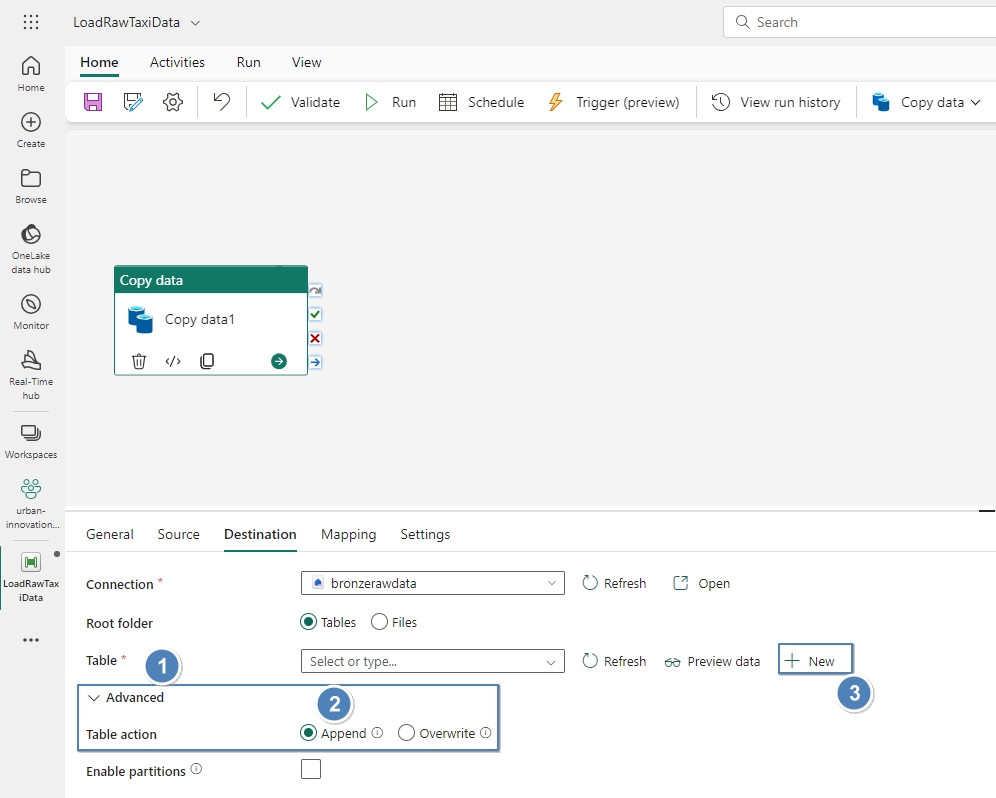 LoadRawTaxiData
Search
Home
Activities
Run
View
Validate
Run
Schedule
Trigger (preview)
View run history
Copy data
Home
Create
Browse
OneLake
data hub
Monitor
Real-Time
hub
Workspaces
urban-
innovation...
LoadRawTax
iData
Copy data
Copy data1
General
Source
Destination
Mapping
Settings
Connection *
bronzerawdata
Refresh
Open
Root folder
Tables
Files
Table *
1
Select or type...
Refresh
Preview data
New
3
Advanced
2
Table action
Append
Overwrite
Enable partitions